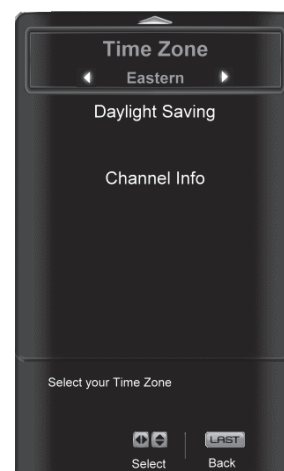 Time Zone
Eastern
Daylight Saving
Channel Info
Select your Time Zone
LAST
Select
Back